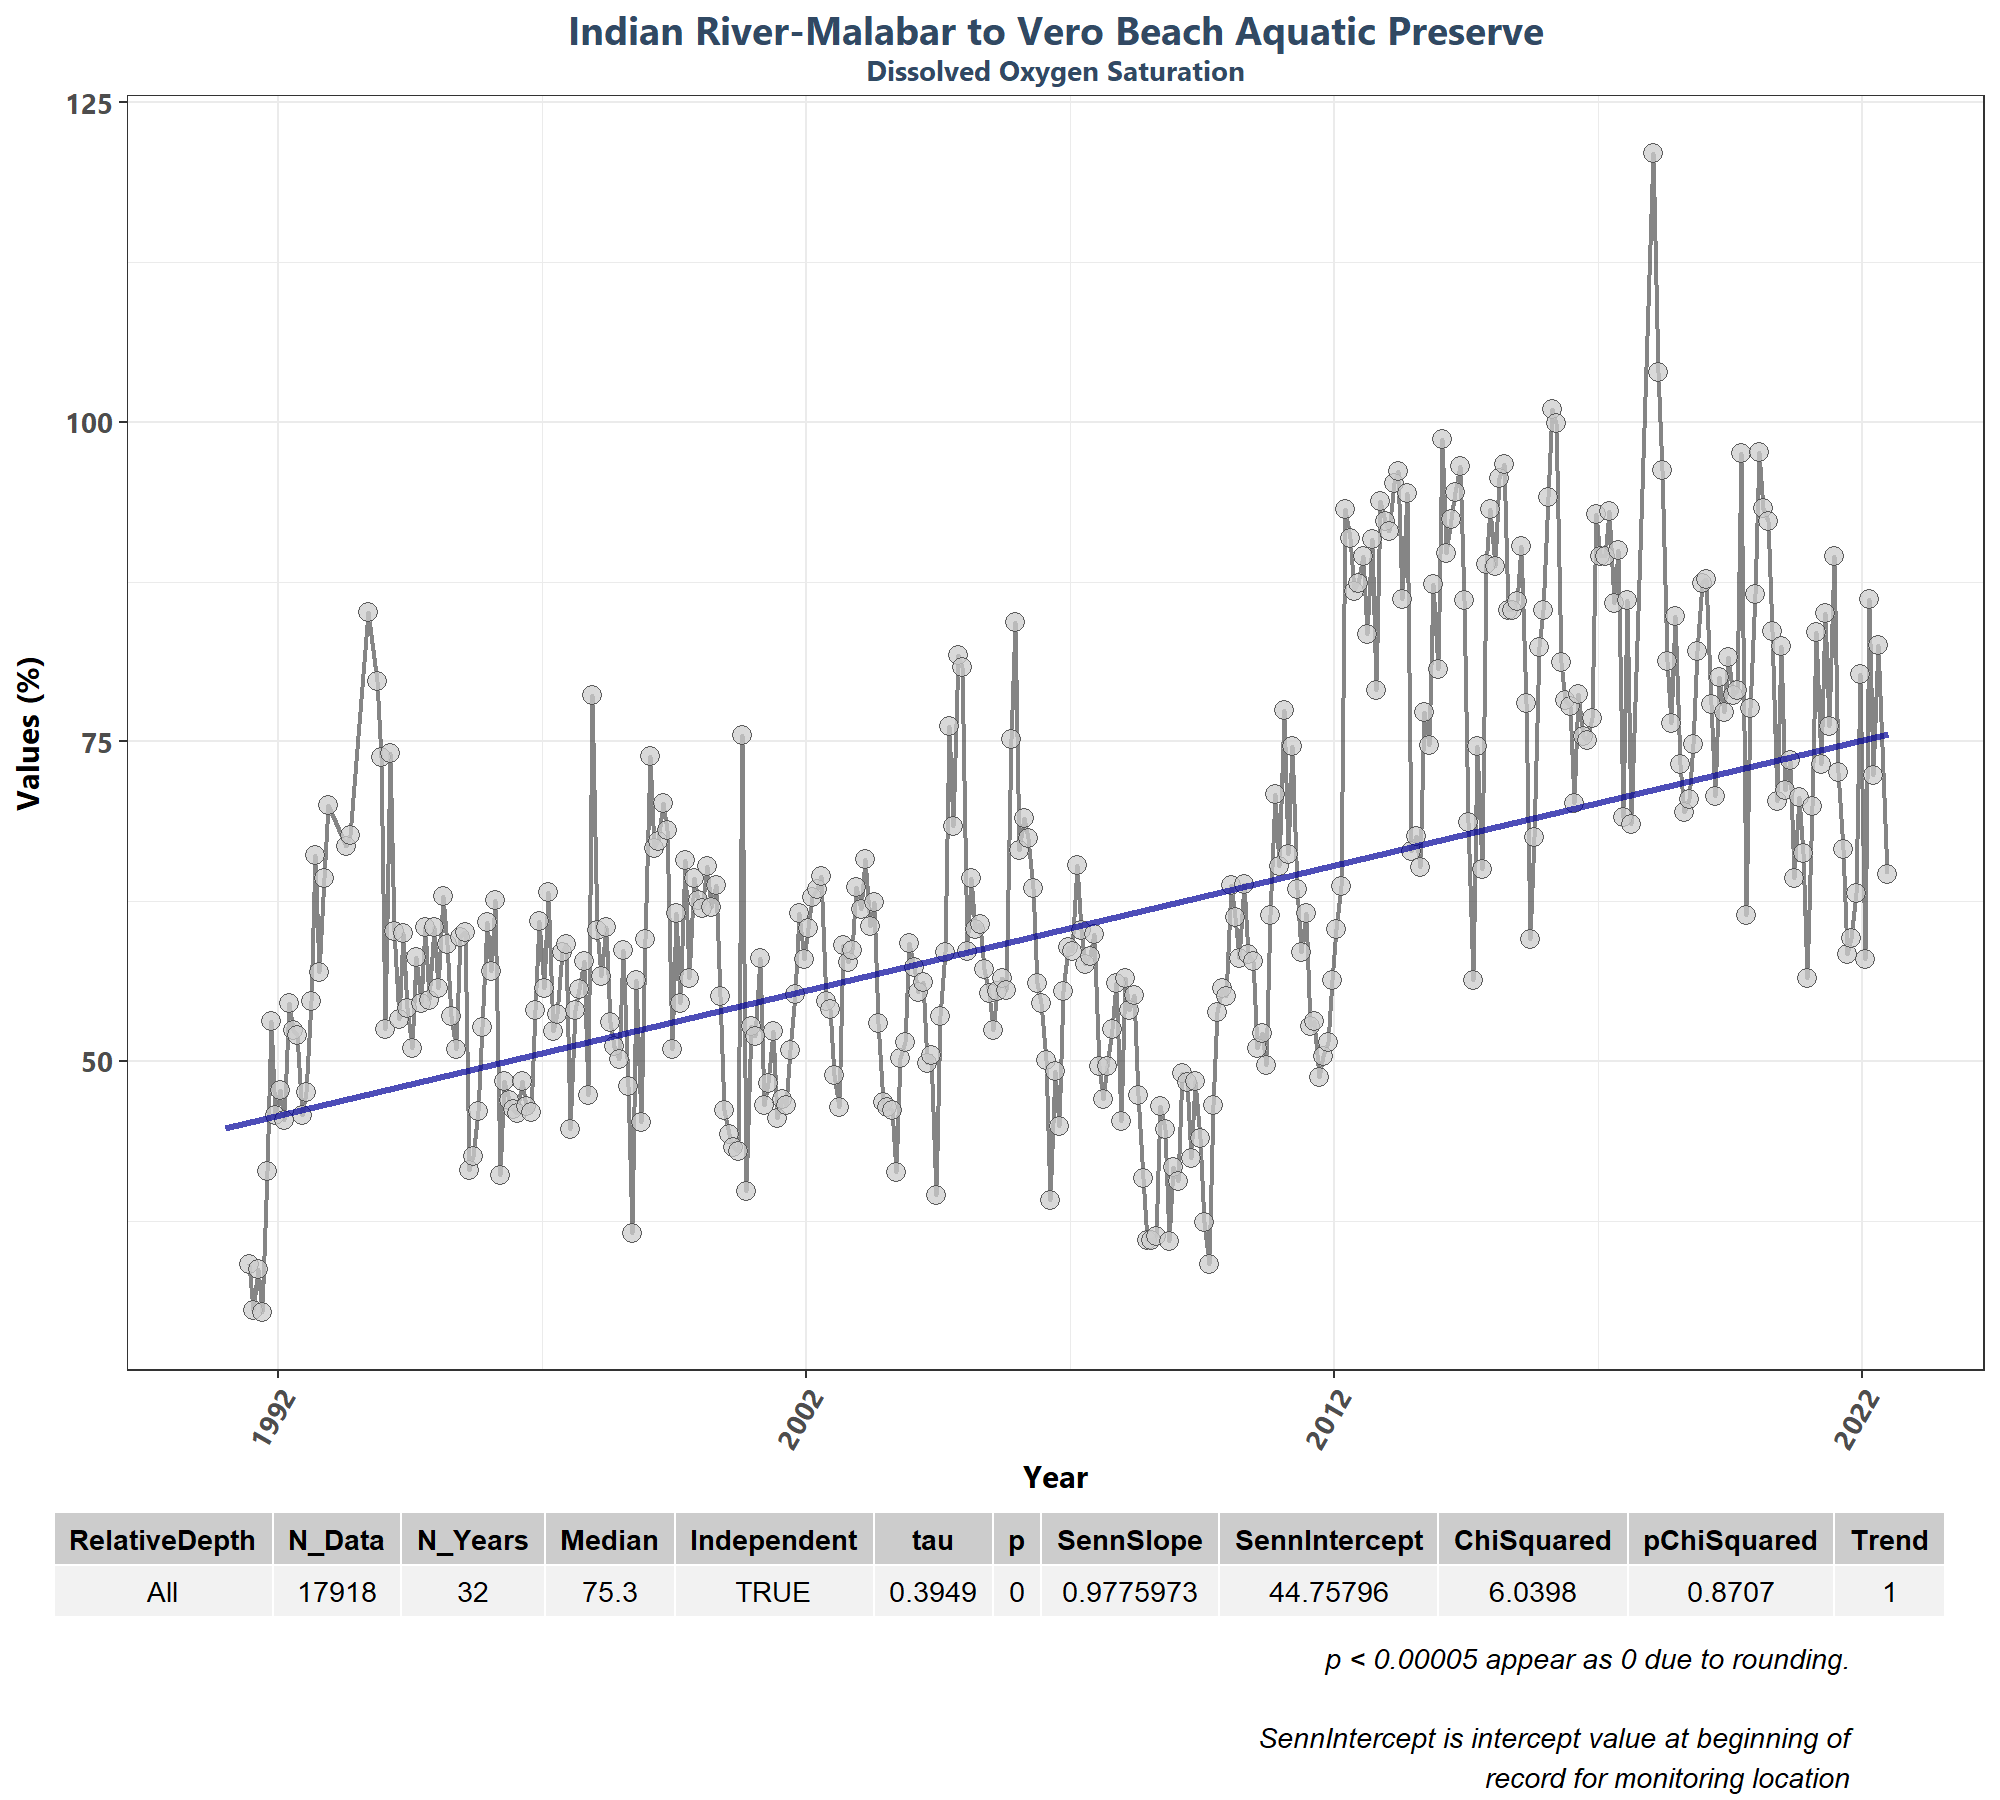 Indian River-Malabar to Vero Beach Aquatic Preserve
Dissolved Oxygen Saturation
125
100
75
50
Values (%)
1992
2002
2012
2022
Year
RelativeDepth N_Data N_Years Median Independent tau p SennSlope SennIntercept ChiSquared pChiSquared Trend
All 17918 32 75.3 TRUE 0.3949 0 0.9775973 44.75796 6.0398 0.8707 1
p < 0.00005 appear as 0 due to rounding.
SennIntercept is intercept value at beginning of
record for monitoring location